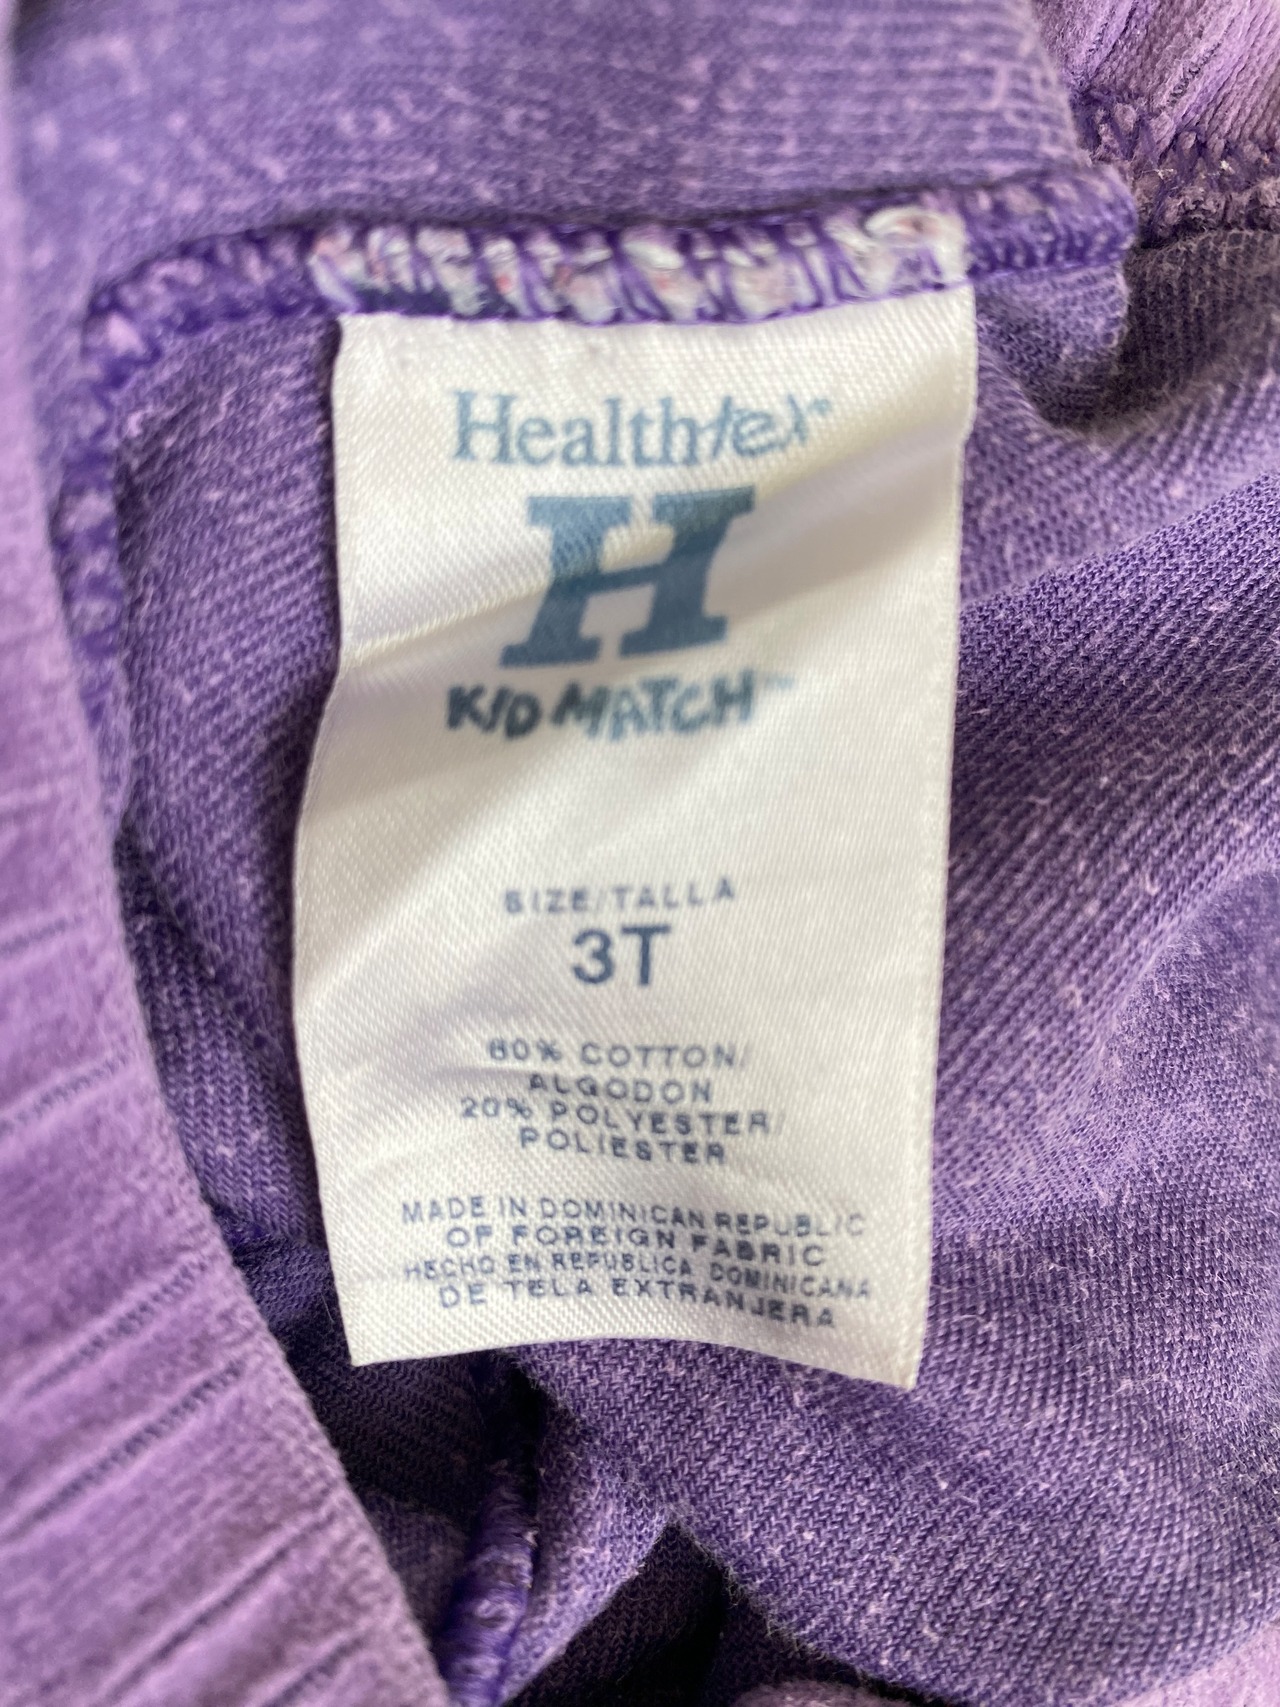 Healthtex®
H
KID MATCH™
SIZE/TALLA
3T
80% COTTON/
ALGODON
20% POLYESTER/
POLIESTER
MADE IN DOMINICAN REPUBLIC
OF FOREIGN FABRIC
HECHO EN REPUBLICA DOMINICANA
DE TELA EXTRANJERA